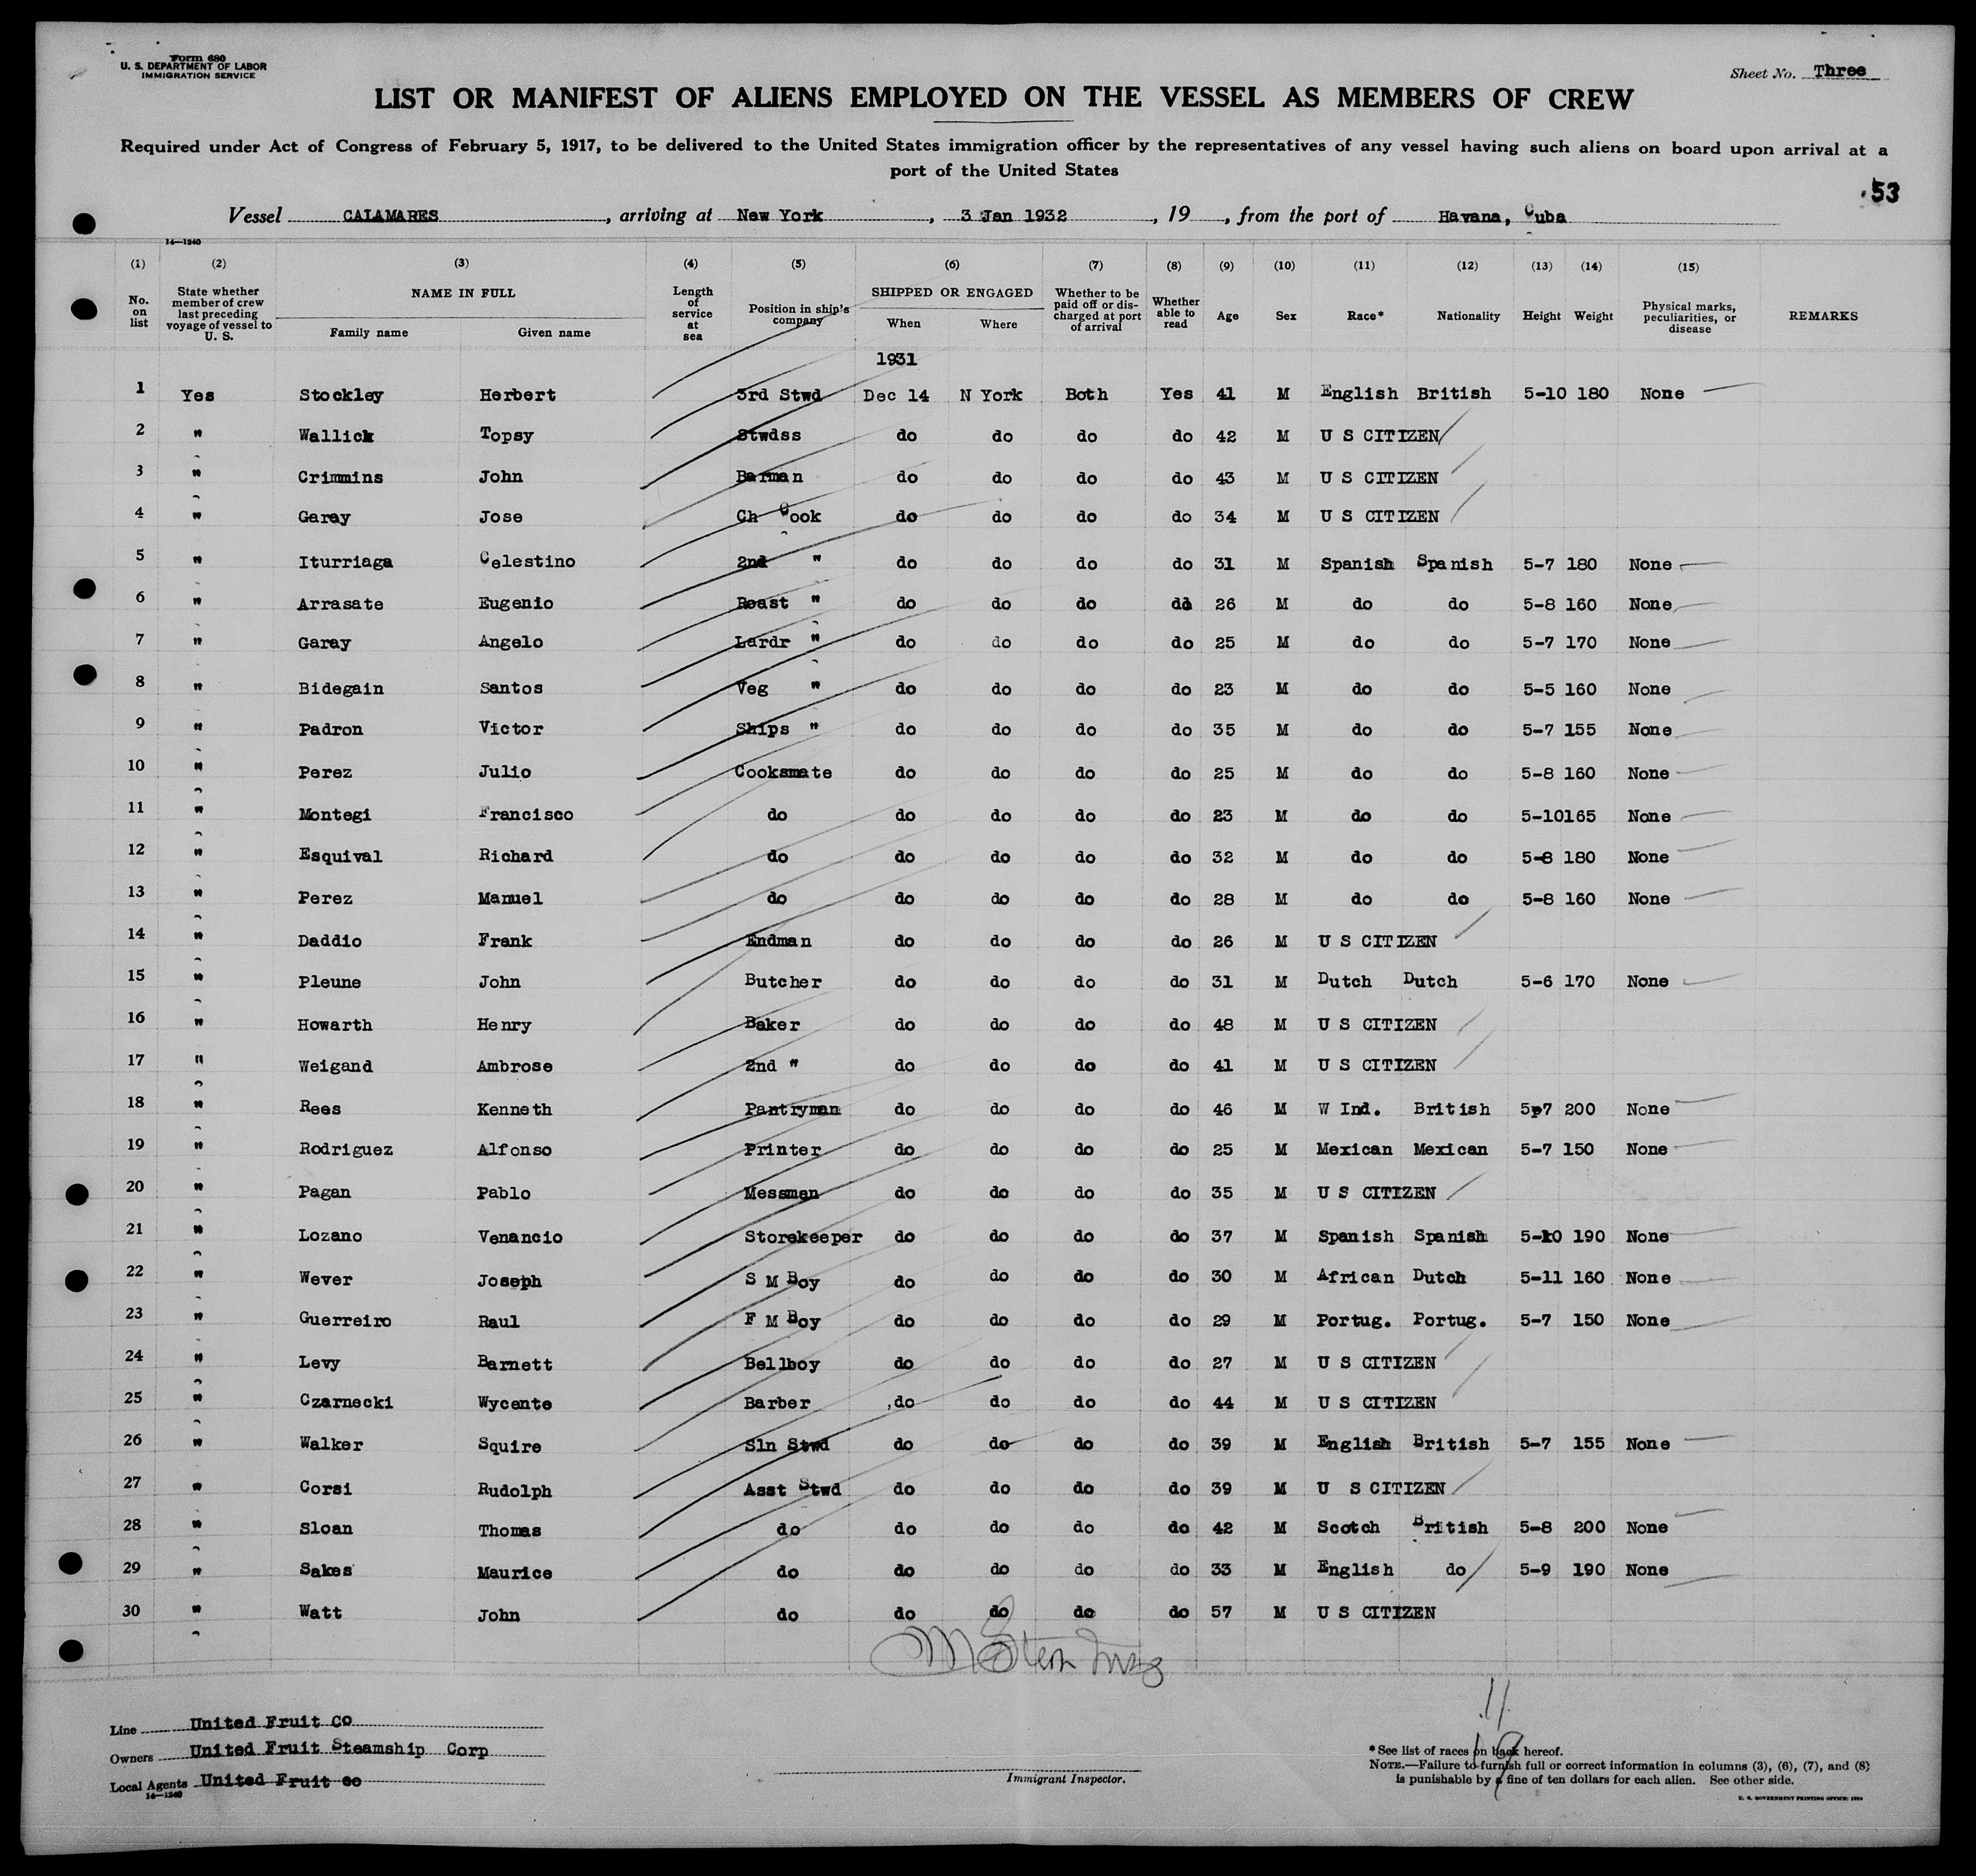 Form 680
U. S. DEPARTMENT OF LABOR
IMMIGRATION SERVICE
Sheet No. Three
LIST OR MANIFEST OF ALIENS EMPLOYED ON THE VESSEL AS MEMBERS OF CREW
Required under Act of Congress of February 5, 1917, to be delivered to the United States immigration officer by the representatives of any vessel having such aliens on board upon arrival at a
port of the United States
53
Vessel CALAMARES, arriving at New York, 3 Jan 1932, 19, from the port of Havana, Cuba
14—1240
(1) (2) (3) (4) (5) (6) (7) (8) (9) (10) (11) (12) (13) (14) (15)
No. on list State whether member of crew last preceding voyage of vessel to U. S. NAME IN FULL Family name Given name Length of service at sea Position in ship's company SHIPPED OR ENGAGED When Where Whether to be paid off or discharged at port of arrival Whether able to read Age Sex Race* Nationality Height Weight Physical marks, peculiarities, or disease REMARKS
1931
1 Yes Stockley Herbert 3rd Stwd Dec 14 N York Both Yes 41 M English British 5-10 180 None
2 " Wallick Topsy Stwdss do do do do 42 M U S CITIZEN
3 " Crimmins John Barman do do do do 43 M U S CITIZEN
4 " Garay Jose Ch Cook do do do do 34 M U S CITIZEN
5 " Iturriaga Celestino 2nd " do do do do 31 M Spanish Spanish 5-7 180 None
6 " Arrasate Eugenio Roast " do do do do 26 M do do 5-8 160 None
7 " Garay Angelo Lardr " do do do do 25 M do do 5-7 170 None
8 " Bidegain Santos Veg " do do do do 23 M do do 5-5 160 None
9 " Padron Victor Ships " do do do do 35 M do do 5-7 155 None
10 " Perez Julio Cooksmate do do do do 25 M do do 5-8 160 None
11 " Montegi Francisco do do do do do 23 M do do 5-10 165 None
12 " Esquival Richard do do do do do 32 M do do 5-8 180 None
13 " Perez Manuel do do do do do 28 M do do 5-8 160 None
14 " Daddio Frank Endman do do do do 26 M U S CITIZEN
15 " Pleune John Butcher do do do do 31 M Dutch Dutch 5-6 170 None
16 " Howarth Henry Baker do do do do 48 M U S CITIZEN
17 " Weigand Ambrose 2nd " do do do do 41 M U S CITIZEN
18 " Rees Kenneth Pantryman do do do do 46 M W Ind. British 5p7 200 None
19 " Rodriguez Alfonso Printer do do do do 25 M Mexican Mexican 5-7 150 None
20 " Pagan Pablo Messman do do do do 35 M U S CITIZEN
21 " Lozano Venancio Storekeeper do do do do 37 M Spanish Spanish 5-10 190 None
22 " Wever Joseph S M Boy do do do do 30 M African Dutch 5-11 160 None
23 " Guerreiro Raul F M Boy do do do do 29 M Portug. Portug. 5-7 150 None
24 " Levy Barnett Bellboy do do do do 27 M U S CITIZEN
25 " Czarnecki Wycente Barber do do do do 44 M U S CITIZEN
26 " Walker Squire Sln Stwd do do do do 39 M English British 5-7 155 None
27 " Corsi Rudolph Asst Stwd do do do do 39 M U S CITIZEN
28 " Sloan Thomas do do do do do 42 M Scotch British 5-8 200 None
29 " Sakes Maurice do do do do do 33 M English do 5-9 190 None
30 " Watt John do do do do do 57 M U S CITIZEN
11
19
Line United Fruit Co
Owners United Fruit Steamship Corp
Local Agents United Fruit co
14—1240
Immigrant Inspector.
* See list of races on back hereof.
NOTE.—Failure to furnish full or correct information in columns (3), (6), (7), and (8)
is punishable by a fine of ten dollars for each alien. See other side.